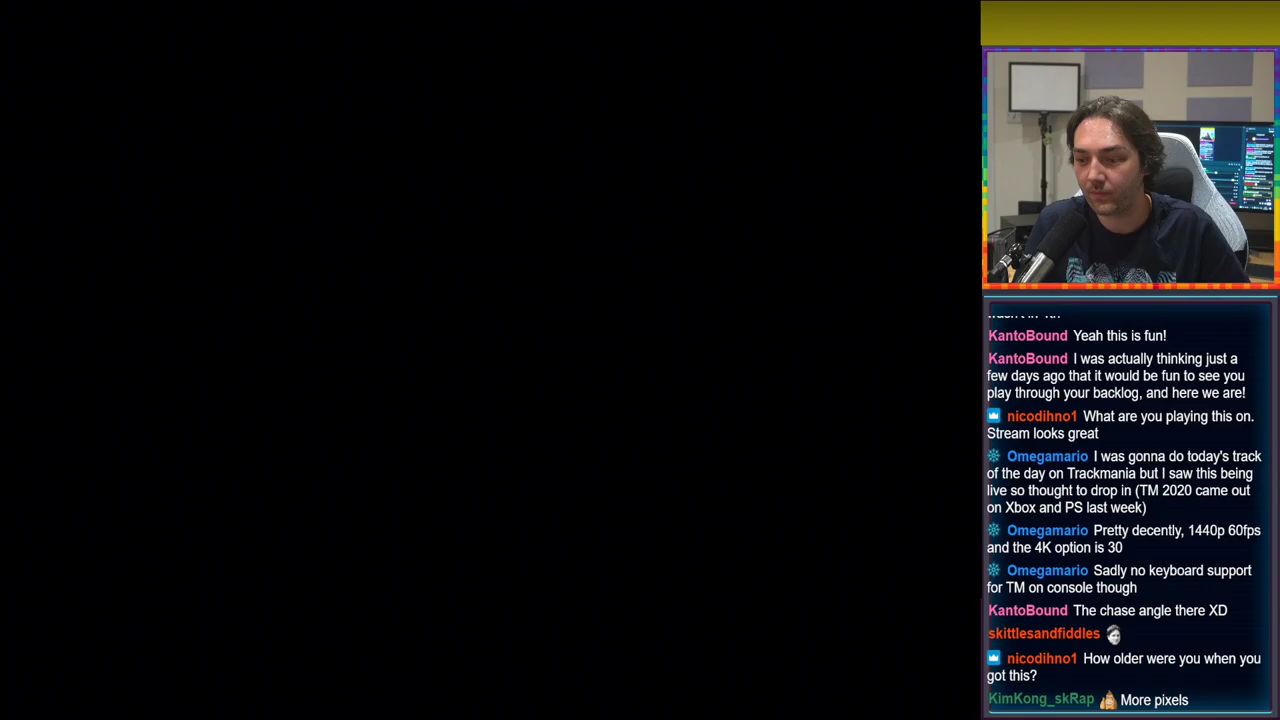 KantoBound Yeah this is fun!
KantoBound I was actually thinking just a
few days ago that it would be fun to see you
play through your backlog, and here we are!
nicodihno1 What are you playing this on.
Stream looks great
Omegamario I was gonna do today's track
of the day on Trackmania but I saw this being
live so thought to drop in (TM 2020 came out
on Xbox and PS last week)
Omegamario Pretty decently, 1440p 60fps
and the 4K option is 30
Omegamario Sadly no keyboard support
for TM on console though
KantoBound The chase angle there XD
skittlesandfiddles
nicodihno1 How older were you when you
got this?
KimKong_skRap More pixels